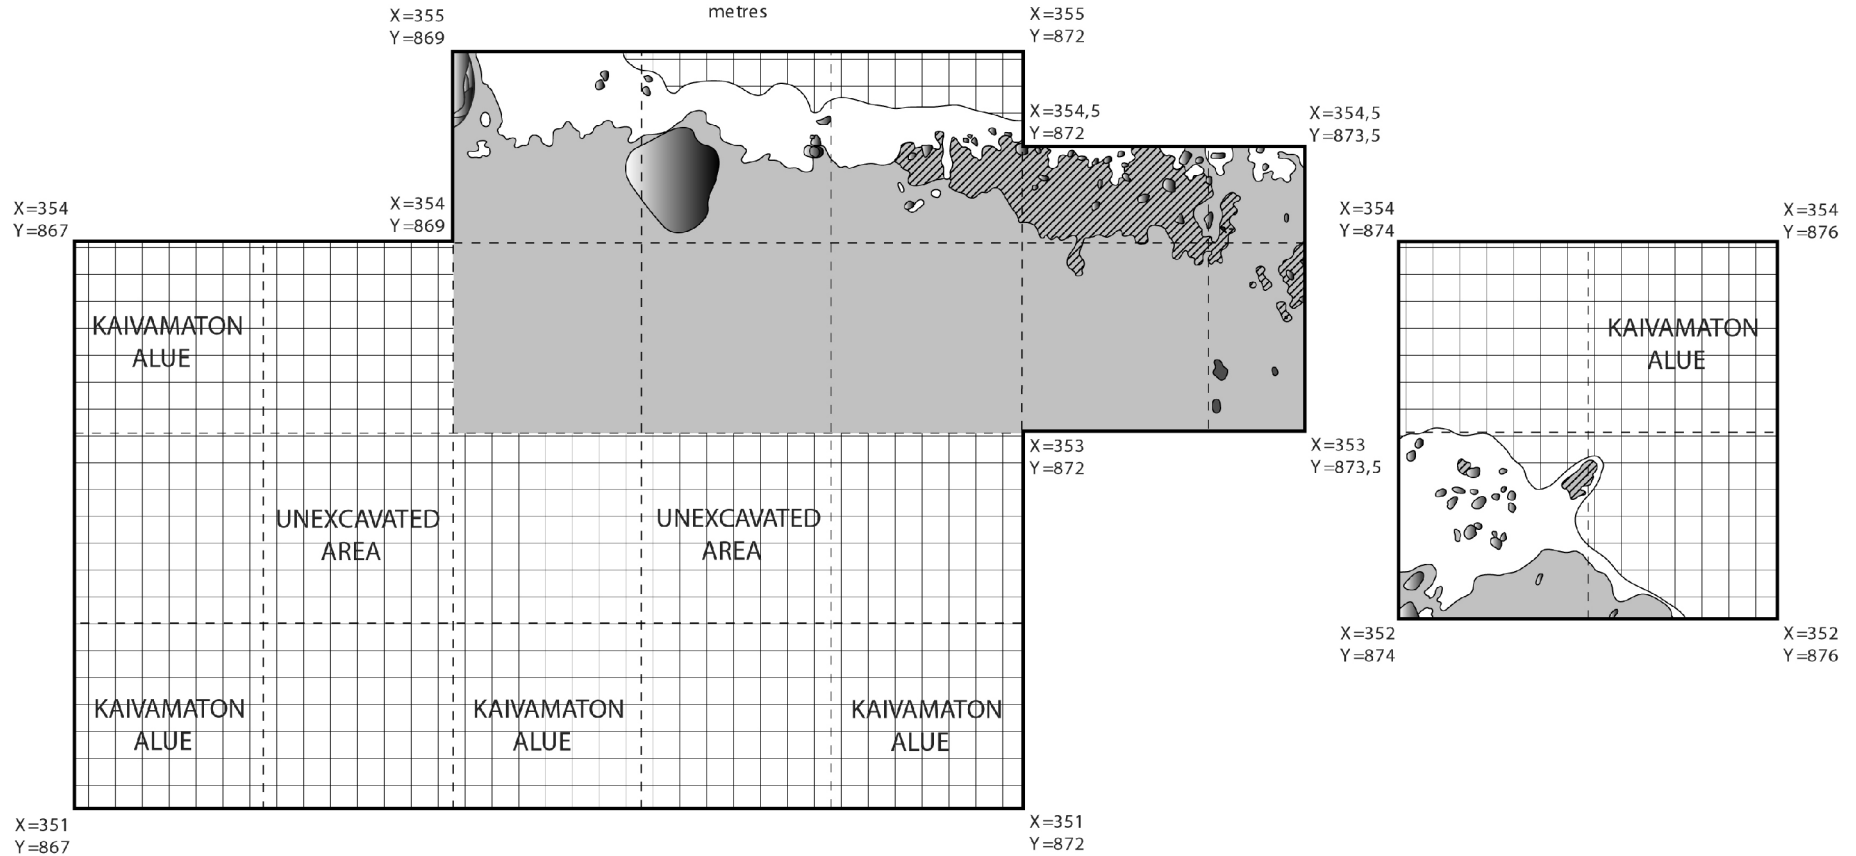 metres
X=355
Y=869
X=355
Y=872
X=354,5
Y=872
X=354,5
Y=873,5
X=354
Y=867
X=354
Y=869
X=354
Y=874
X=354
Y=876
KAIVAMATON
ALUE
KAIVAMATON
ALUE
X=353
Y=872
X=353
Y=873,5
UNEXCAVATED
AREA
UNEXCAVATED
AREA
X=352
Y=874
X=352
Y=876
KAIVAMATON
ALUE
KAIVAMATON
ALUE
KAIVAMATON
ALUE
X=351
Y=867
X=351
Y=872